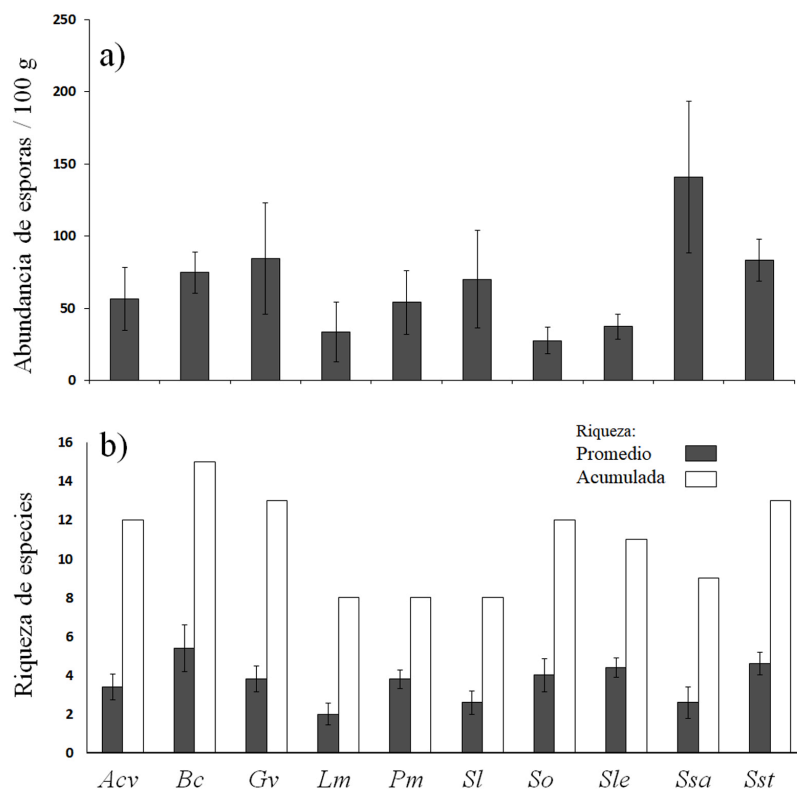 a)
Abundancia de esporas / 100 g
250
200
150
100
50
0
b)
Riqueza de especies
16
14
12
10
8
6
4
2
0
Riqueza:
Promedio
Acumulada
Acv Bc Gv Lm Pm Sl So Sle Ssa Sst